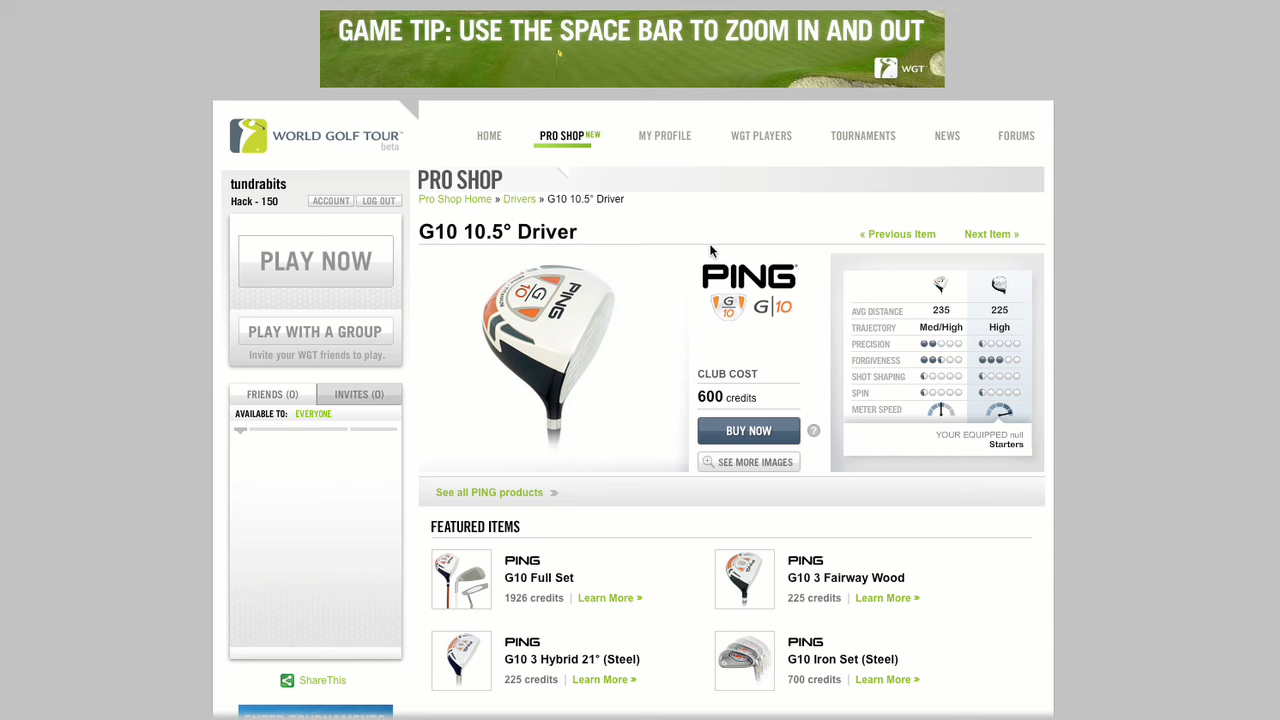 GAME TIP: USE THE SPACE BAR TO ZOOM IN AND OUT
WGT
WORLD GOLF TOUR™
beta
HOME
PRO SHOP NEW
MY PROFILE
WGT PLAYERS
TOURNAMENTS
NEWS
FORUMS
tundrabits
Hack - 150
ACCOUNT
LOG OUT
PLAY NOW
PLAY WITH A GROUP
Invite your WGT friends to play.
FRIENDS (0)
INVITES (0)
AVAILABLE TO: EVERYONE
ShareThis
ENTER TOURNAMENTS
PRO SHOP
Pro Shop Home » Drivers » G10 10.5° Driver
G10 10.5° Driver
« Previous Item
Next Item »
PING
G 10
PING
G 10
G|10
CLUB COST
600 credits
BUY NOW
?
SEE MORE IMAGES
AVG DISTANCE 235 225
TRAJECTORY Med/High High
PRECISION
FORGIVENESS
SHOT SHAPING
SPIN
METER SPEED
YOUR EQUIPPED null
Starters
See all PING products
FEATURED ITEMS
PING
G10 Full Set
1926 credits | Learn More »
PING
G10 3 Fairway Wood
225 credits | Learn More »
PING
G10 3 Hybrid 21° (Steel)
225 credits | Learn More »
PING
G10 Iron Set (Steel)
700 credits | Learn More »